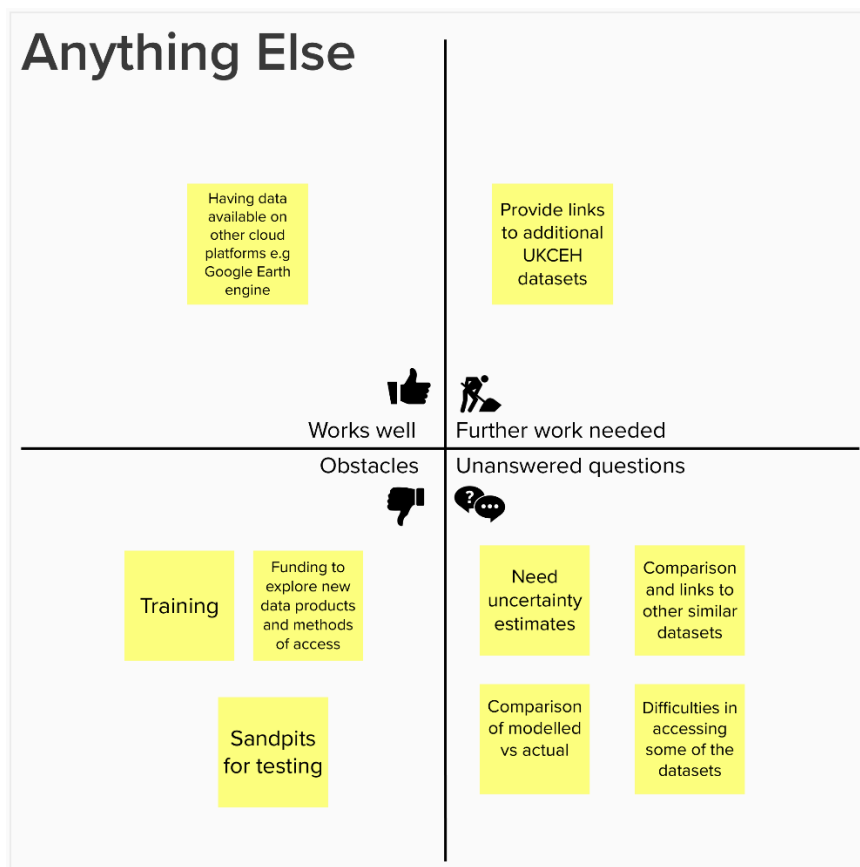 Anything Else
Having data
available on
other cloud
platforms e.g
Google Earth
engine
Provide links
to additional
UKCEH
datasets
Works well
Further work needed
Obstacles
Unanswered questions
?
Training
Funding to
explore new
data products
and methods
of access
Sandpits
for testing
Need
uncertainty
estimates
Comparison
and links to
other similar
datasets
Comparison
of modelled
vs actual
Difficulties in
accessing
some of the
datasets